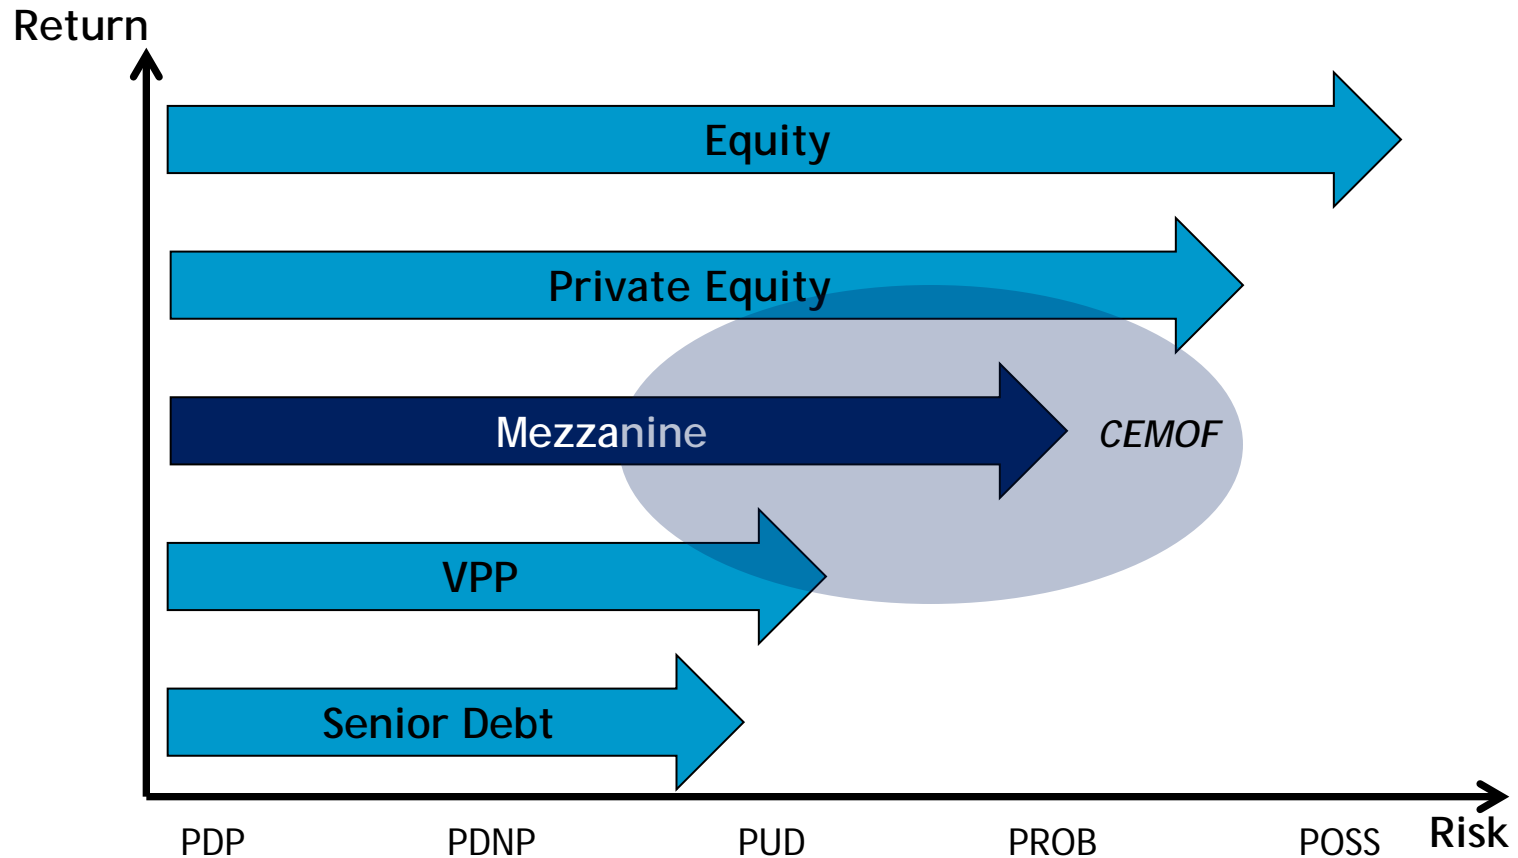 Return
Equity
Private Equity
Mezzanine
CEMOF
VPP
Senior Debt
PDP PDNP PUD PROB POSS Risk